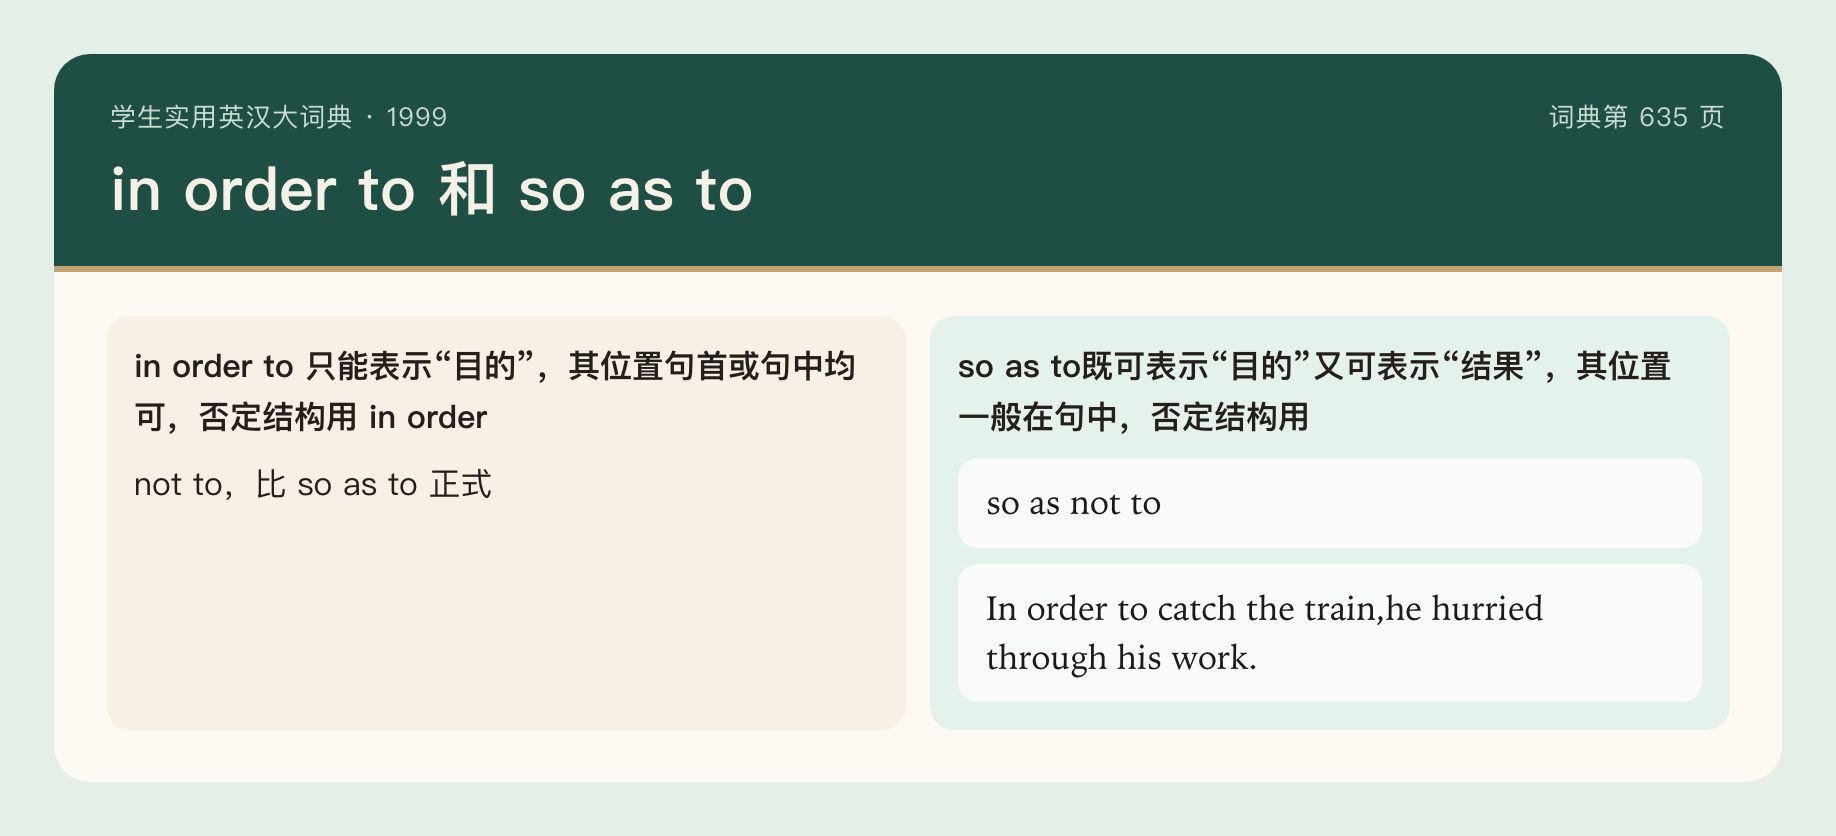 学生实用英汉大词典 · 1999
词典第 635 页
in order to 和 so as to
in order to 只能表示“目的”，其位置句首或句中均
可，否定结构用 in order
not to，比 so as to 正式
so as to既可表示“目的”又可表示“结果”，其位置
一般在句中，否定结构用
so as not to
In order to catch the train,he hurried
through his work.